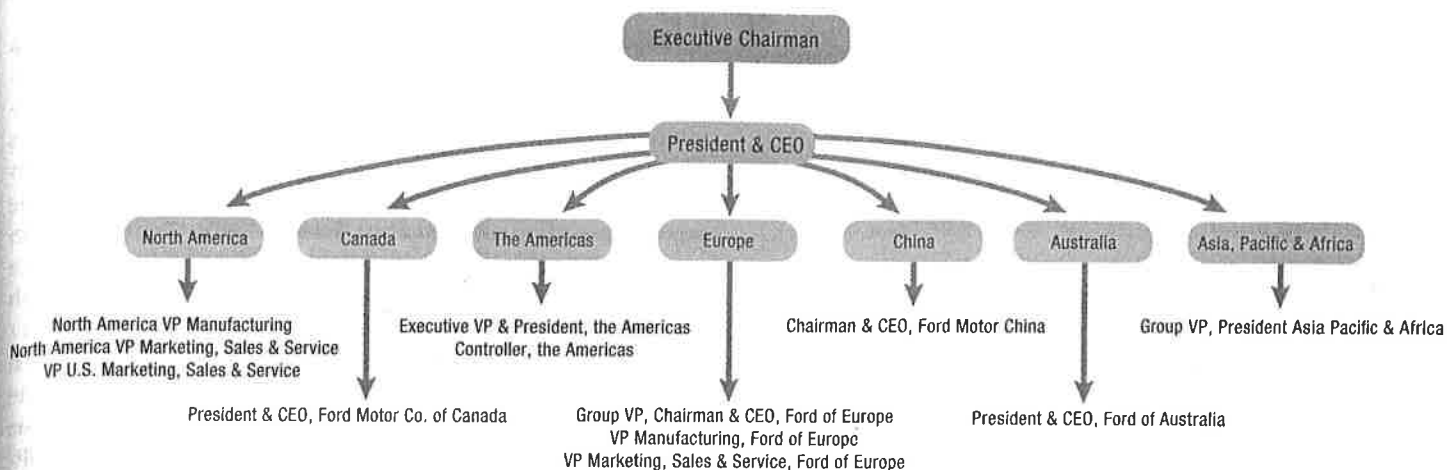 Executive Chairman
President & CEO
North America
Canada
The Americas
Europe
China
Australia
Asia, Pacific & Africa
North America VP Manufacturing
North America VP Marketing, Sales & Service
VP U.S. Marketing, Sales & Service
Executive VP & President, the Americas
Controller, the Americas
Chairman & CEO, Ford Motor China
Group VP, President Asia Pacific & Africa
President & CEO, Ford Motor Co. of Canada
Group VP, Chairman & CEO, Ford of Europe
VP Manufacturing, Ford of Europe
VP Marketing, Sales & Service, Ford of Europe
President & CEO, Ford of Australia